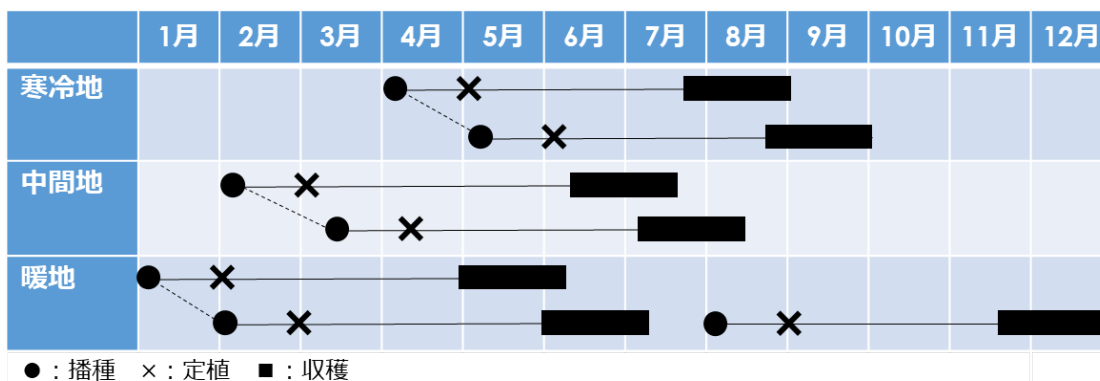 1月 2月 3月 4月 5月 6月 7月 8月 9月 10月 11月 12月
寒冷地
中間地
暖地
●：播種 ×：定植 ■：収穫